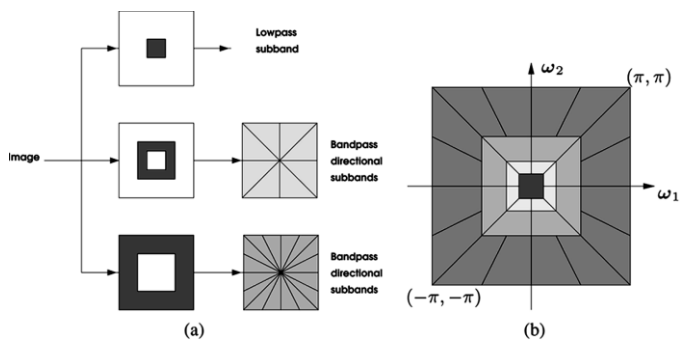 Lowpass
subband
Image
Bandpass
directional
subbands
Bandpass
directional
subbands
(a)
ω₂
(π, π)
ω₁
(−π, −π)
(b)